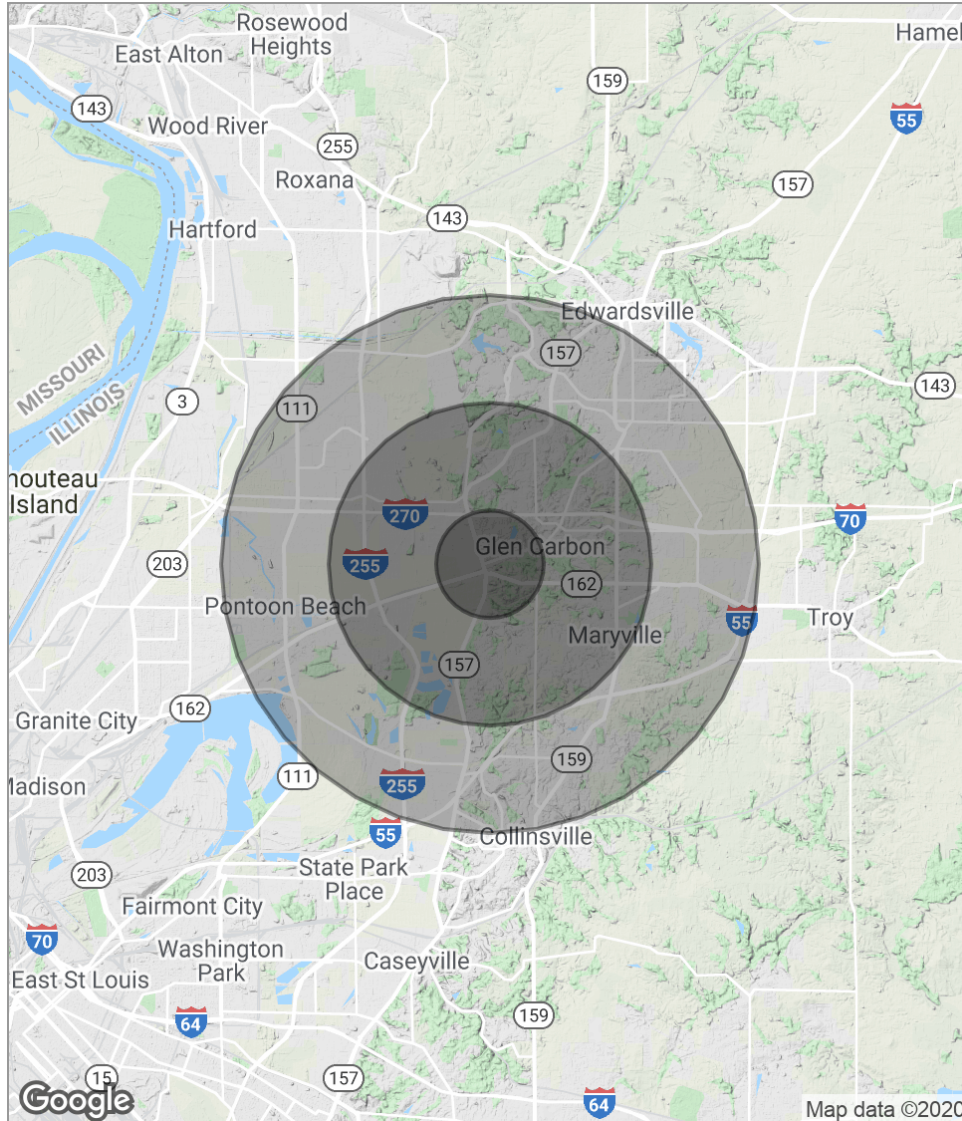 Rosewood
Heights
Hamel
East Alton
159
143
55
Wood River
255
157
Roxana
143
Hartford
Edwardsville
157
MISSOURI
ILLINOIS
143
3
111
houteau
Island
270
70
Glen Carbon
203
255
162
Pontoon Beach
55
Troy
Maryville
157
162
Granite City
159
111
255
Madison
55
Collinsville
203
State Park
Place
Fairmont City
70
Washington
Park
Caseyville
East St Louis
159
64
15
157
64
Google
Map data ©2020